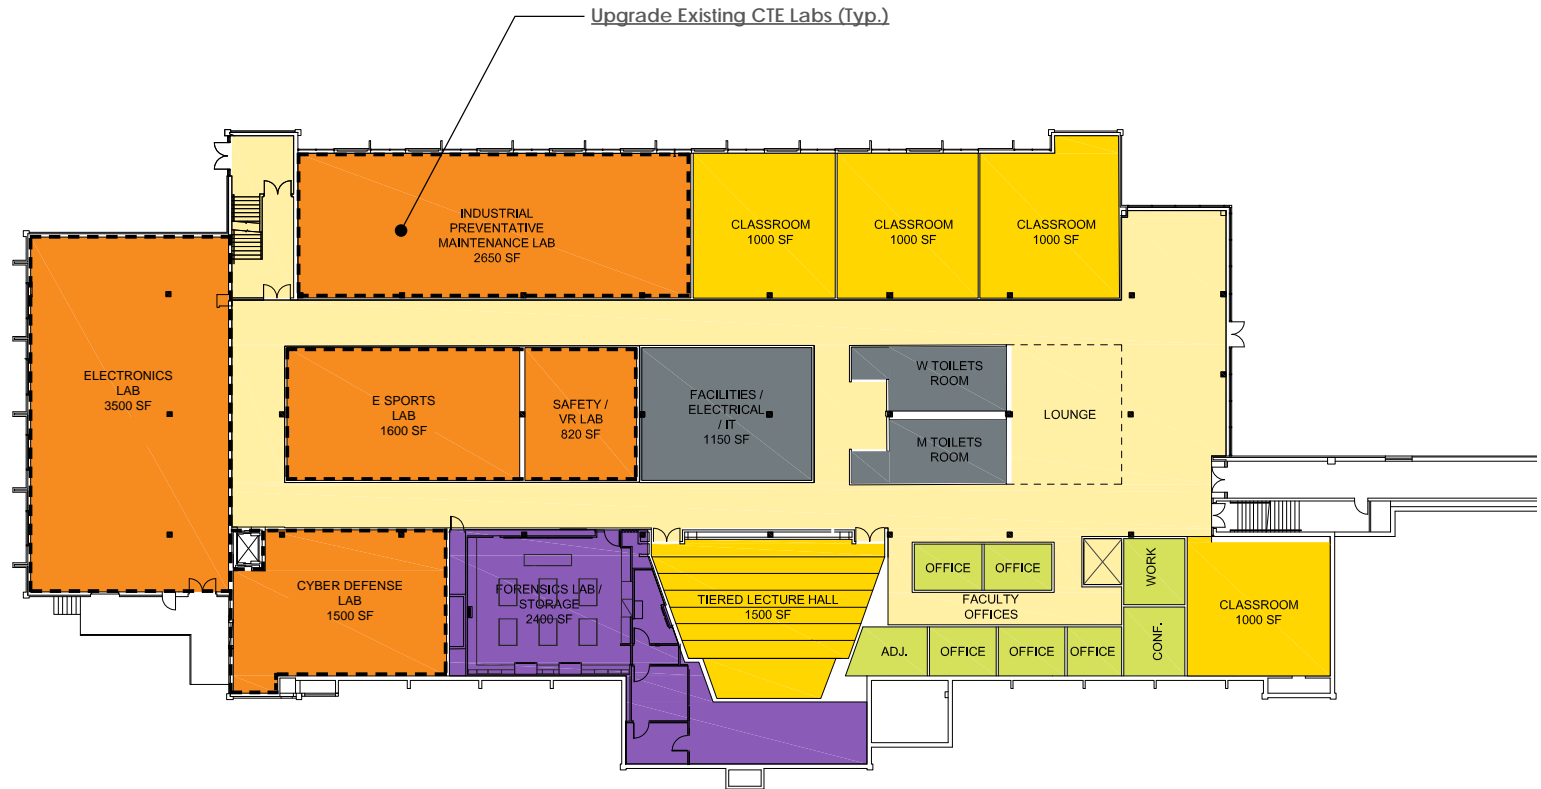 Upgrade Existing CTE Labs (Typ.)
INDUSTRIAL
PREVENTATIVE
MAINTENANCE LAB
2650 SF
CLASSROOM
1000 SF
CLASSROOM
1000 SF
CLASSROOM
1000 SF
ELECTRONICS
LAB
3500 SF
E SPORTS
LAB
1600 SF
SAFETY /
VR LAB
820 SF
FACILITIES /
ELECTRICAL
/ IT
1150 SF
W TOILETS
ROOM
M TOILETS
ROOM
LOUNGE
CYBER DEFENSE
LAB
1500 SF
FORENSICS LAB /
STORAGE
2400 SF
TIERED LECTURE HALL
1500 SF
OFFICE
OFFICE
FACULTY
OFFICES
WORK
CLASSROOM
1000 SF
ADJ.
OFFICE
OFFICE
OFFICE
CONF.